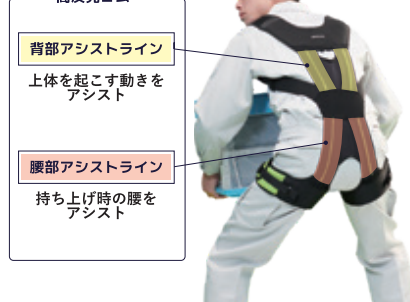 背部アシストライン
上体を起こす動きを
アシスト
腰部アシストライン
持ち上げ時の腰を
アシスト